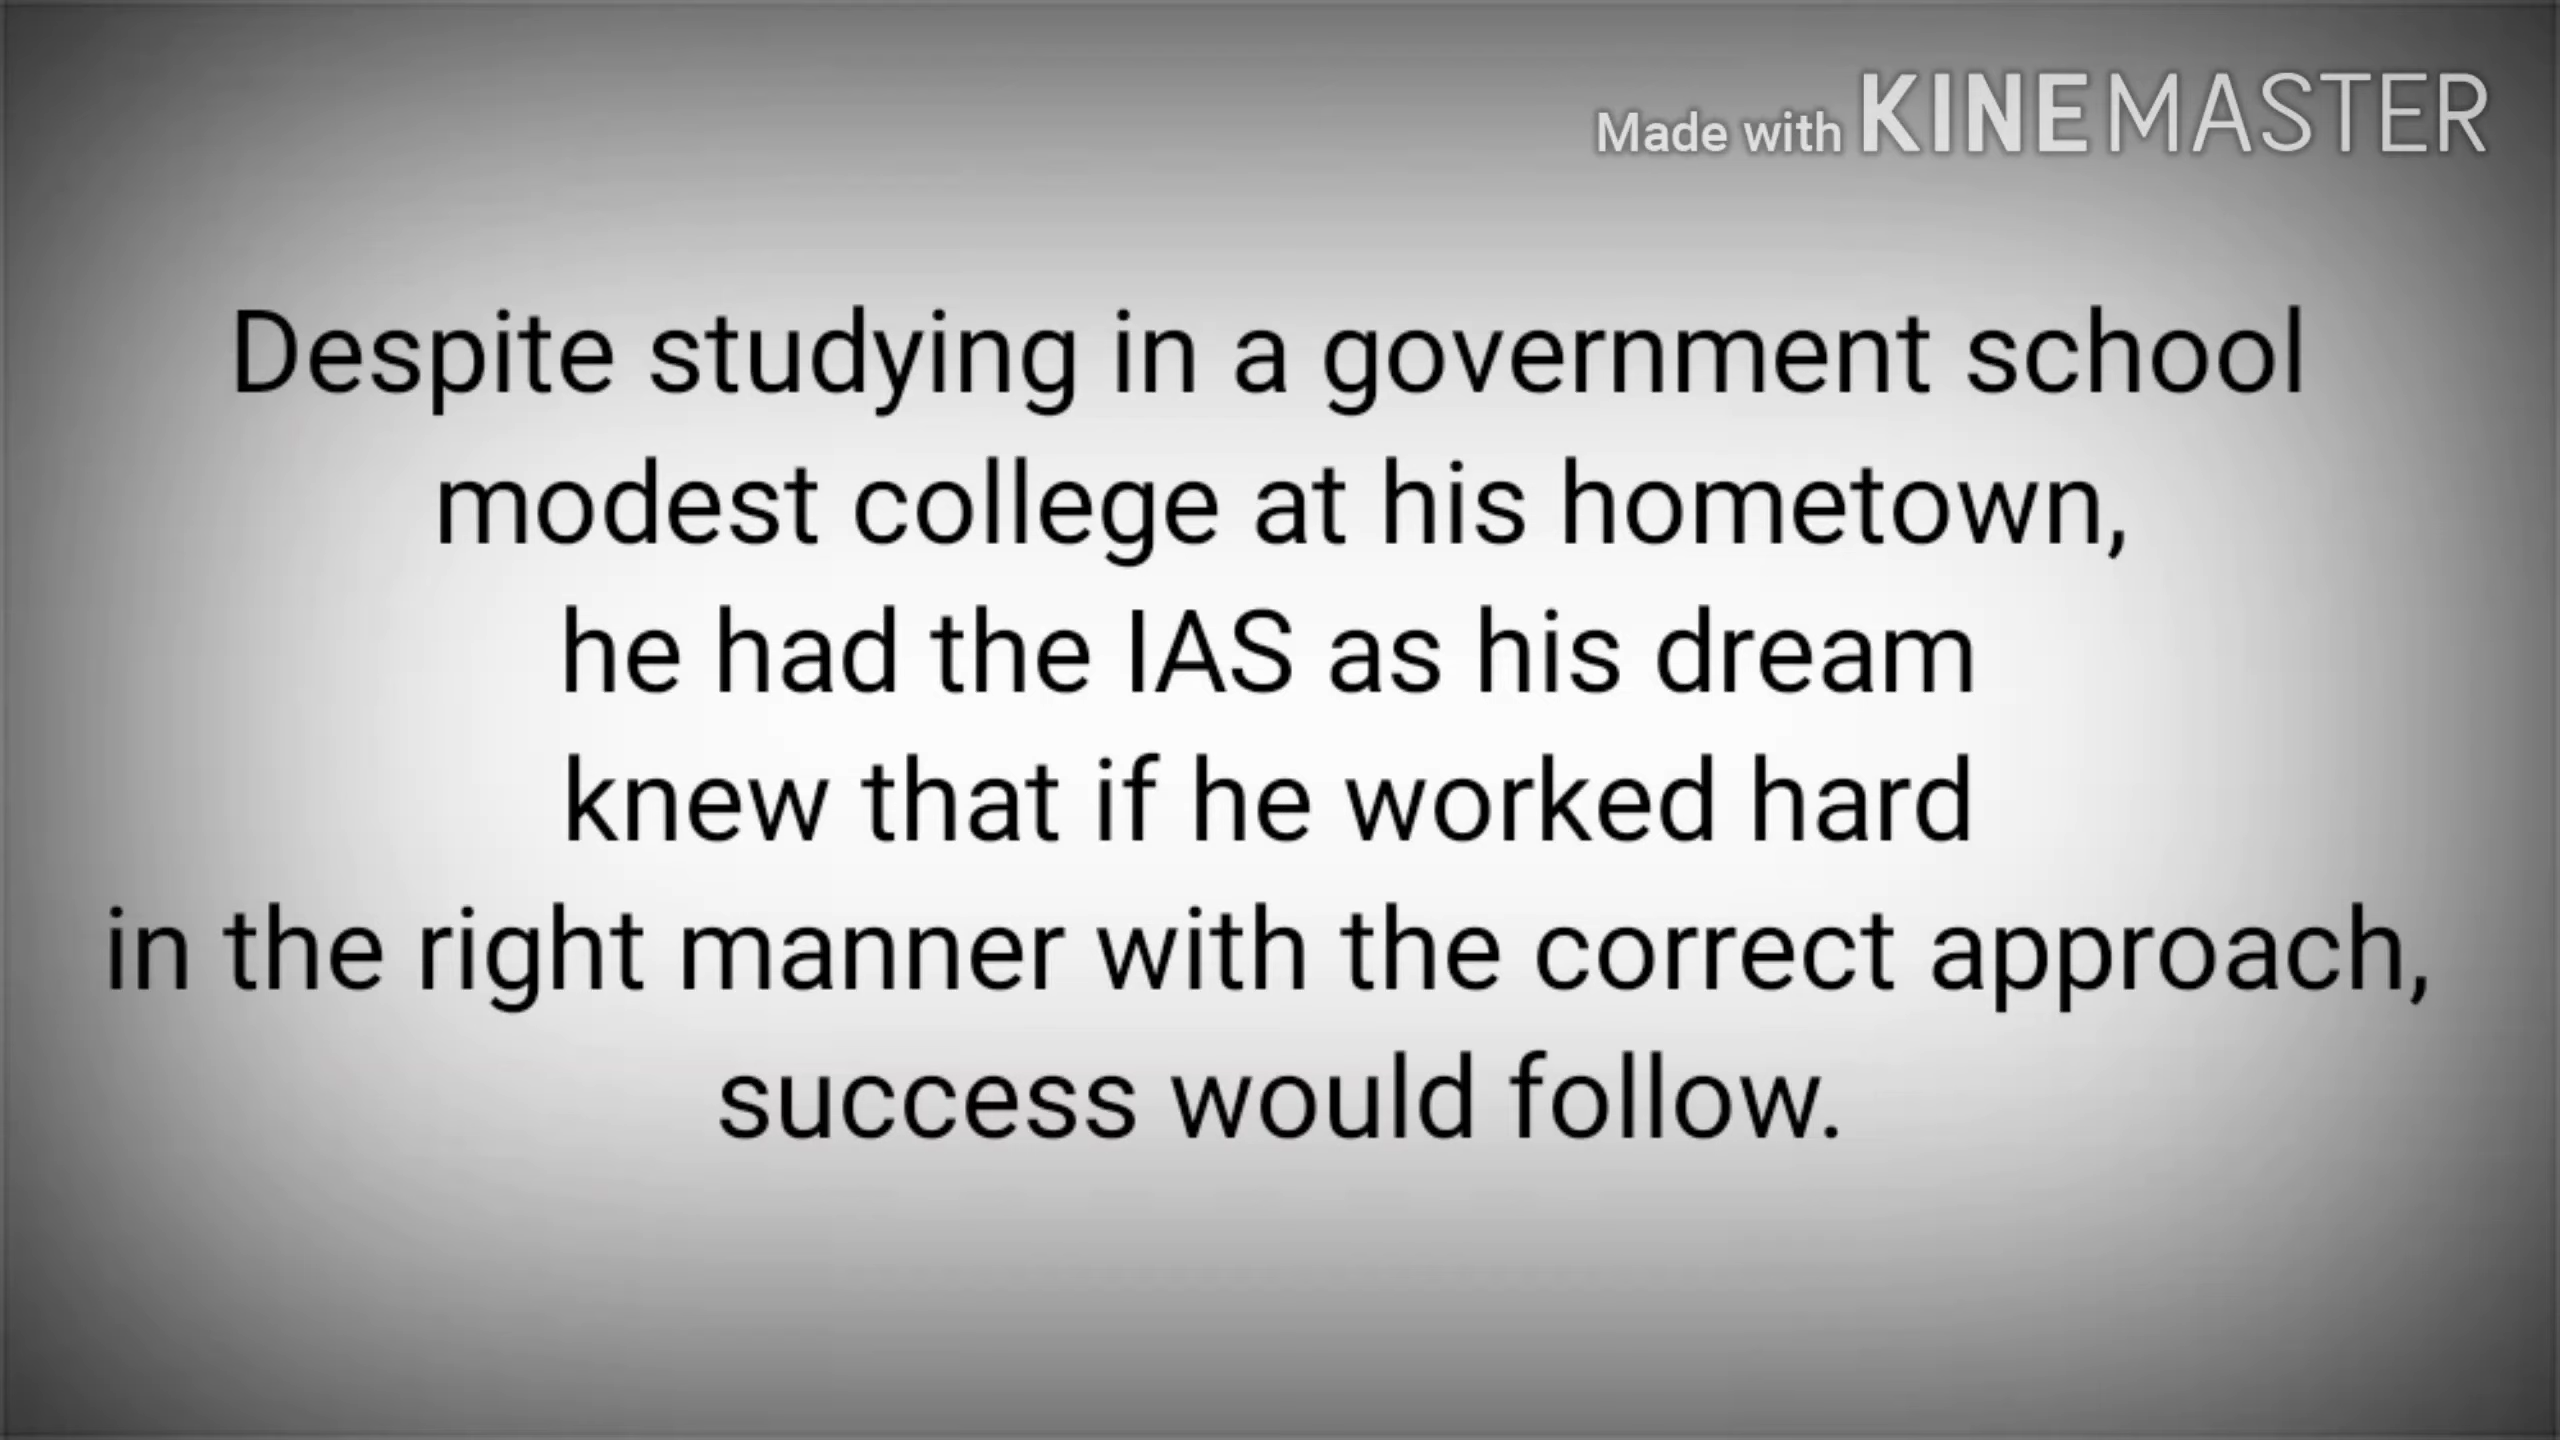 Made with KINEMASTER
Despite studying in a government school
modest college at his hometown,
he had the IAS as his dream
knew that if he worked hard
in the right manner with the correct approach,
success would follow.